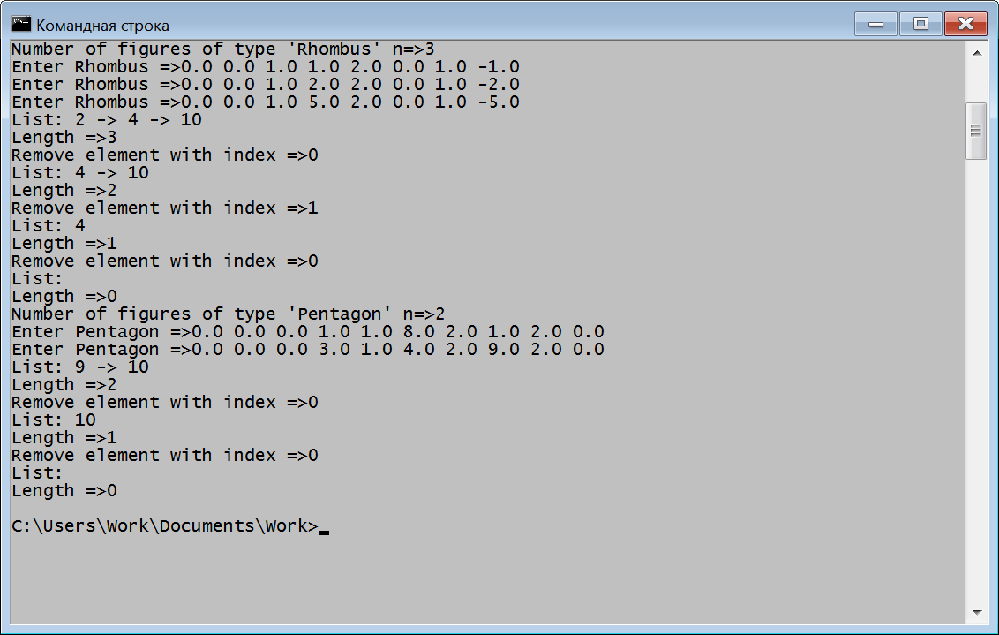 Командная строка
Number of figures of type 'Rhombus' n=>3
Enter Rhombus =>0.0 0.0 1.0 1.0 2.0 0.0 1.0 -1.0
Enter Rhombus =>0.0 0.0 1.0 2.0 2.0 0.0 1.0 -2.0
Enter Rhombus =>0.0 0.0 1.0 5.0 2.0 0.0 1.0 -5.0
List: 2 -> 4 -> 10
Length =>3
Remove element with index =>0
List: 4 -> 10
Length =>2
Remove element with index =>1
List: 4
Length =>1
Remove element with index =>0
List:
Length =>0
Number of figures of type 'Pentagon' n=>2
Enter Pentagon =>0.0 0.0 0.0 1.0 1.0 8.0 2.0 1.0 2.0 0.0
Enter Pentagon =>0.0 0.0 0.0 3.0 1.0 4.0 2.0 9.0 2.0 0.0
List: 9 -> 10
Length =>2
Remove element with index =>0
List: 10
Length =>1
Remove element with index =>0
List:
Length =>0
C:\Users\Work\Documents\Work>